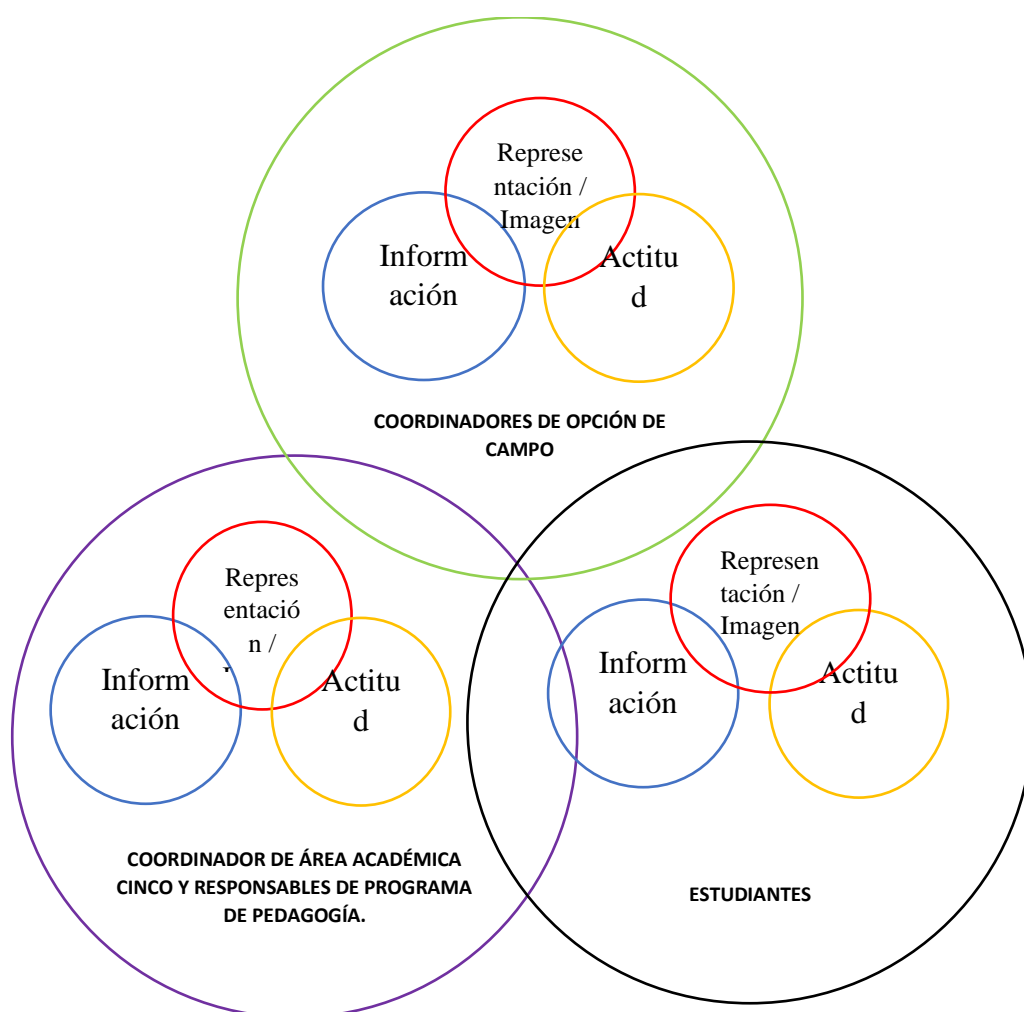 Represe
ntación /
Imagen
Inform
ación
Actitu
d
COORDINADORES DE OPCIÓN DE
CAMPO
Repres
entació
n /
Inform
ación
Actitu
d
COORDINADOR DE ÁREA ACADÉMICA
CINCO Y RESPONSABLES DE PROGRAMA
DE PEDAGOGÍA.
Represen
tación /
Imagen
Inform
ación
Actitu
d
ESTUDIANTES